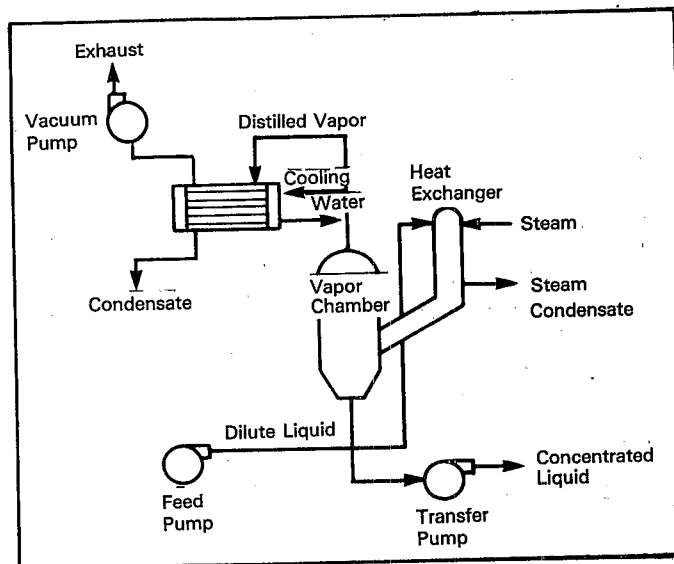 Exhaust
Vacuum
Pump
Distilled Vapor
Cooling
Water
Heat
Exchanger
Steam
Vapor
Chamber
Steam
Condensate
Condensate
Dilute Liquid
Feed
Pump
Concentrated
Liquid
Transfer
Pump